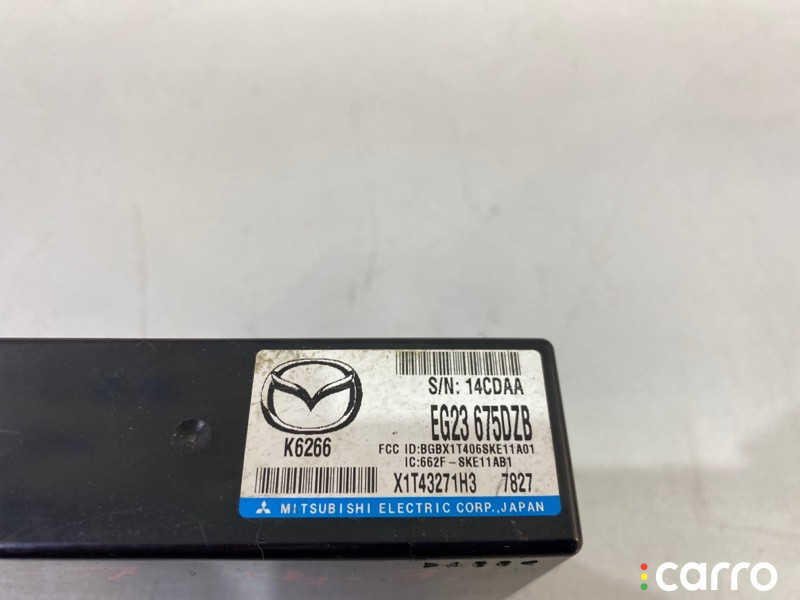 S/N: 14CDAA
EG23 675DZB
K6266
FCC ID:BGBX1T406SKE11A01
IC:662F-SKE11AB1
X1T43271H3 7827
MITSUBISHI ELECTRIC CORP.,JAPAN
carro